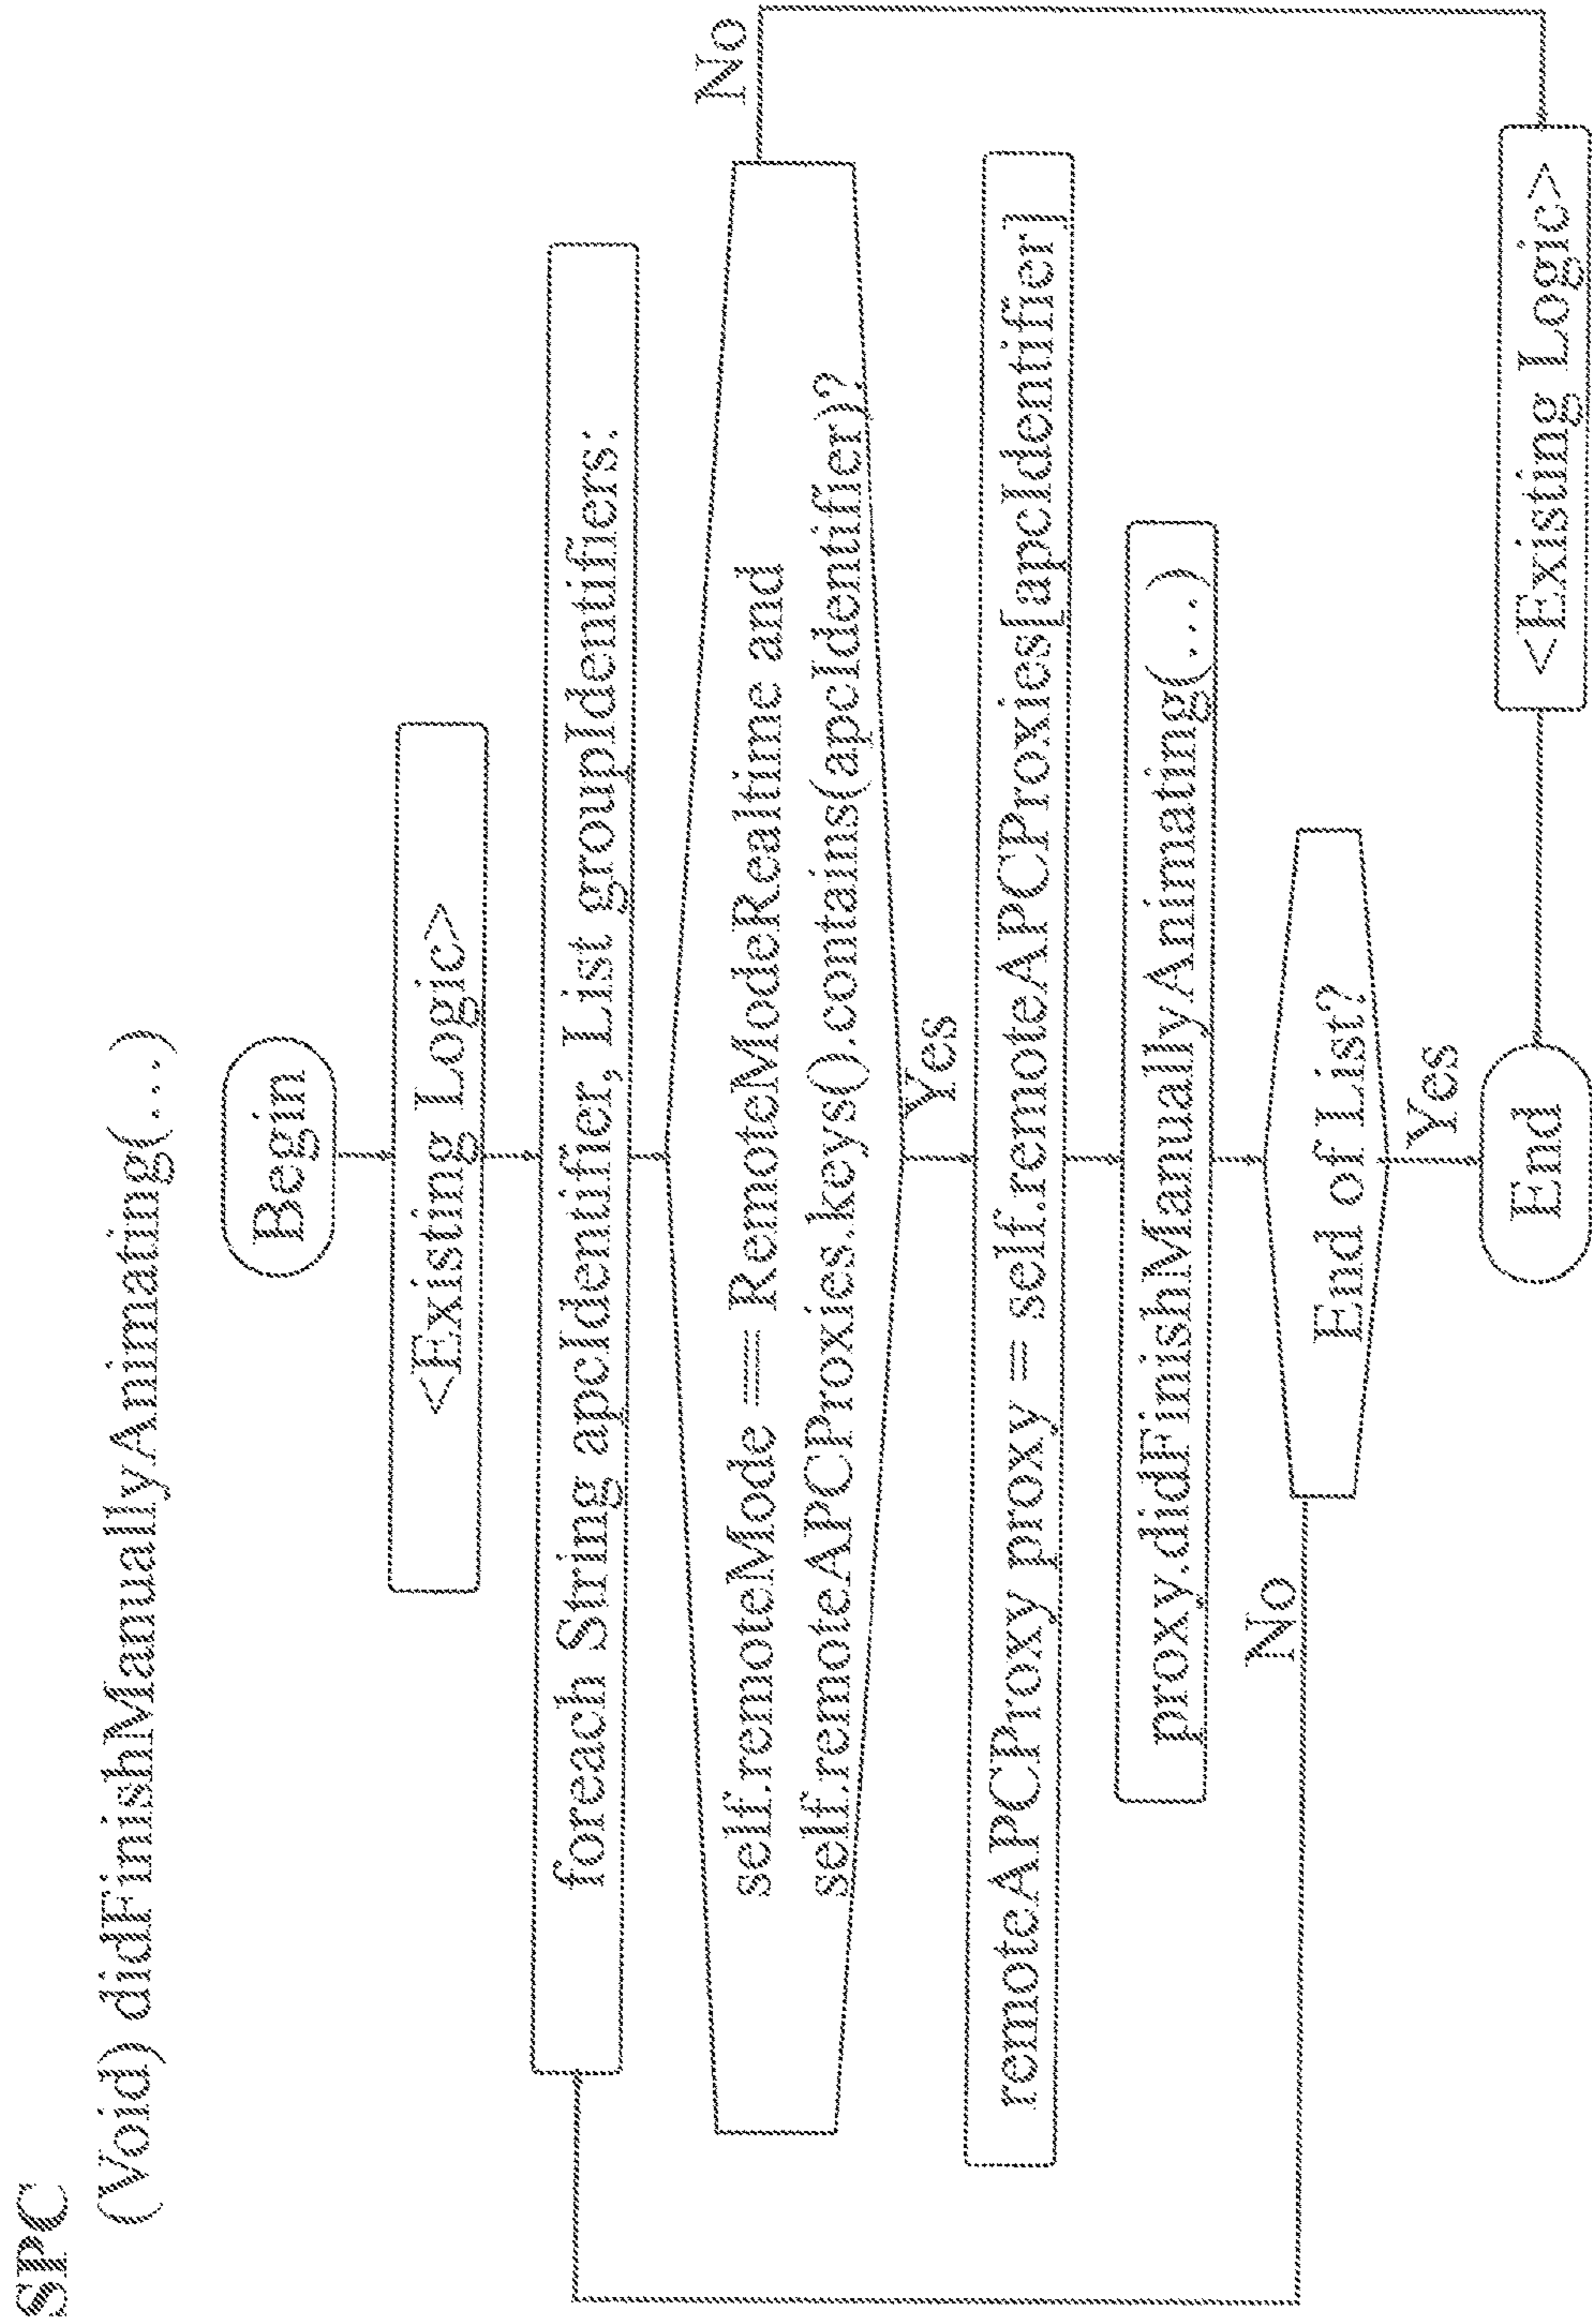 SPC
(Void) didFinishManuallyAnimating(...)
Begin
<Existing Logic>
foreach String apcIdentifier, List groupIdentifiers:
self.remoteMode == RemoteModeRealtime and
self.remoteAPCProxies.keys().contains(apcIdentifier)?
No
Yes
remoteAPCProxy proxy = self.remoteAPCProxies[apcIdentifier]
proxy.didFinishManuallyAnimating(...)
No
End of List?
Yes
End
<Existing Logic>